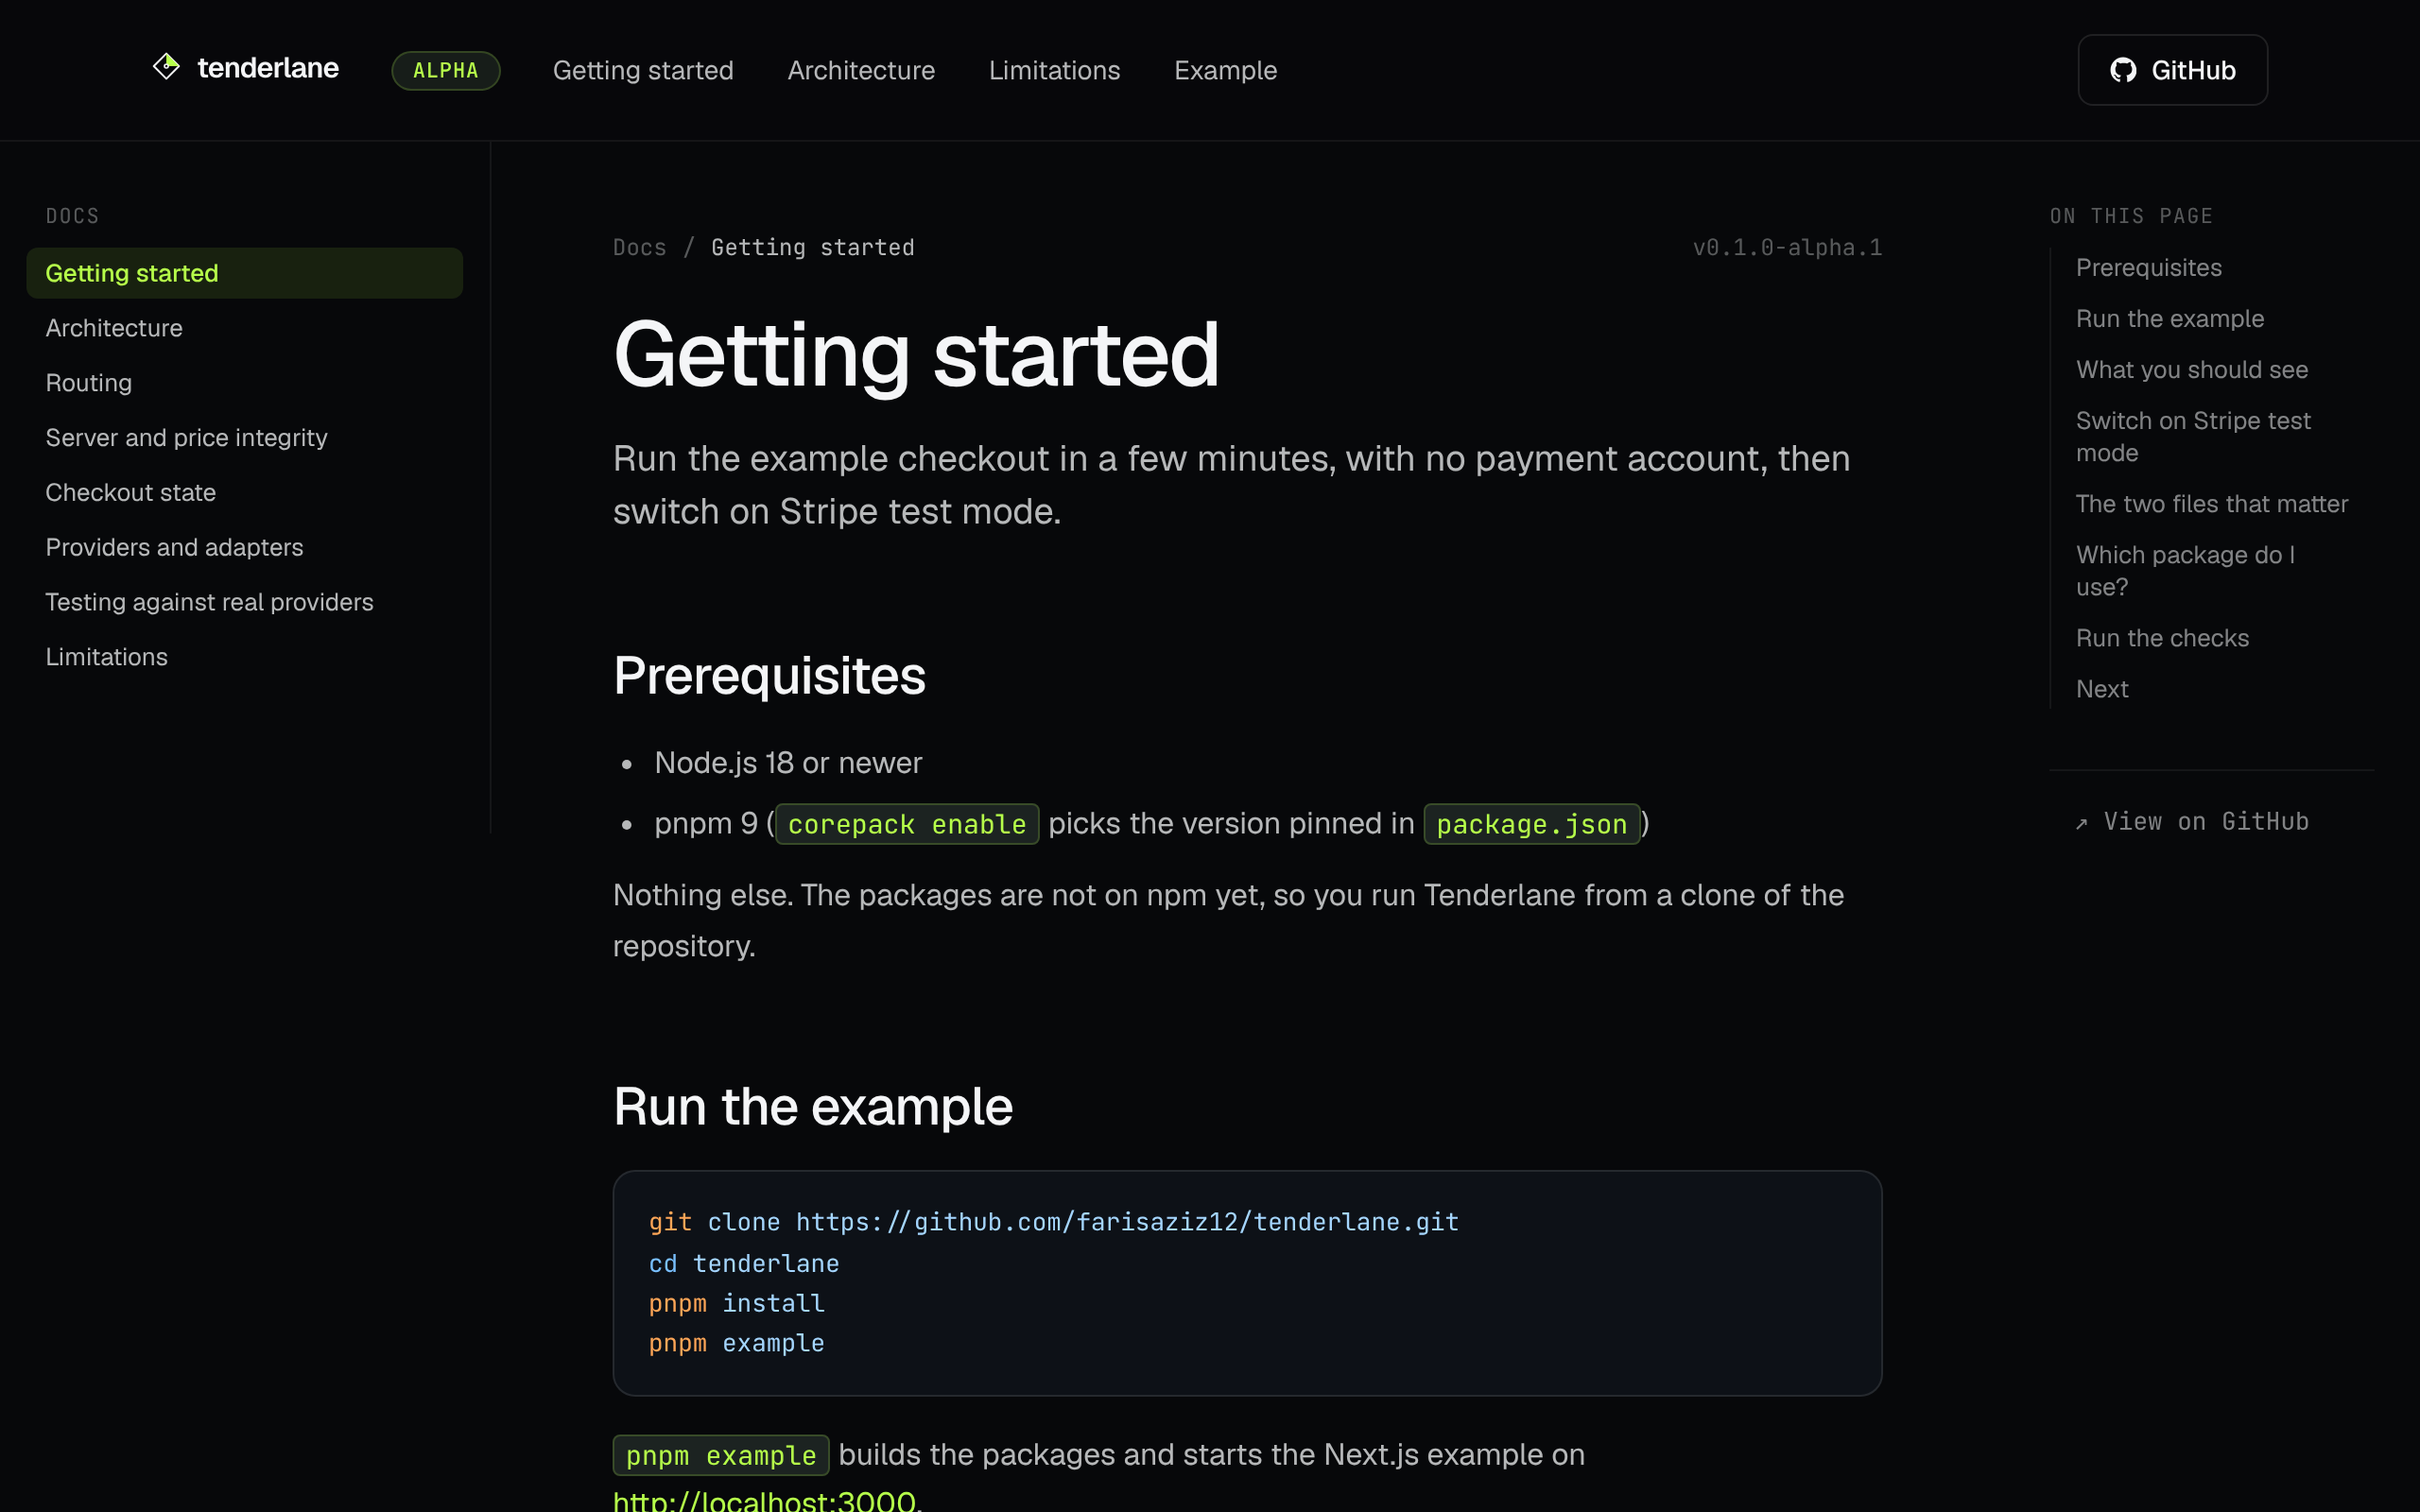 tenderlane
ALPHA
Getting started
Architecture
Limitations
Example
GitHub
DOCS
Getting started
Architecture
Routing
Server and price integrity
Checkout state
Providers and adapters
Testing against real providers
Limitations
Docs / Getting started
v0.1.0-alpha.1
Getting started
Run the example checkout in a few minutes, with no payment account, then
switch on Stripe test mode.
Prerequisites
• Node.js 18 or newer
• pnpm 9 (corepack enable picks the version pinned in package.json)
Nothing else. The packages are not on npm yet, so you run Tenderlane from a clone of the
repository.
Run the example
git clone https://github.com/farisaziz12/tenderlane.git
cd tenderlane
pnpm install
pnpm example
pnpm example builds the packages and starts the Next.js example on
http://localhost:3000.
ON THIS PAGE
Prerequisites
Run the example
What you should see
Switch on Stripe test
mode
The two files that matter
Which package do I
use?
Run the checks
Next
↗ View on GitHub